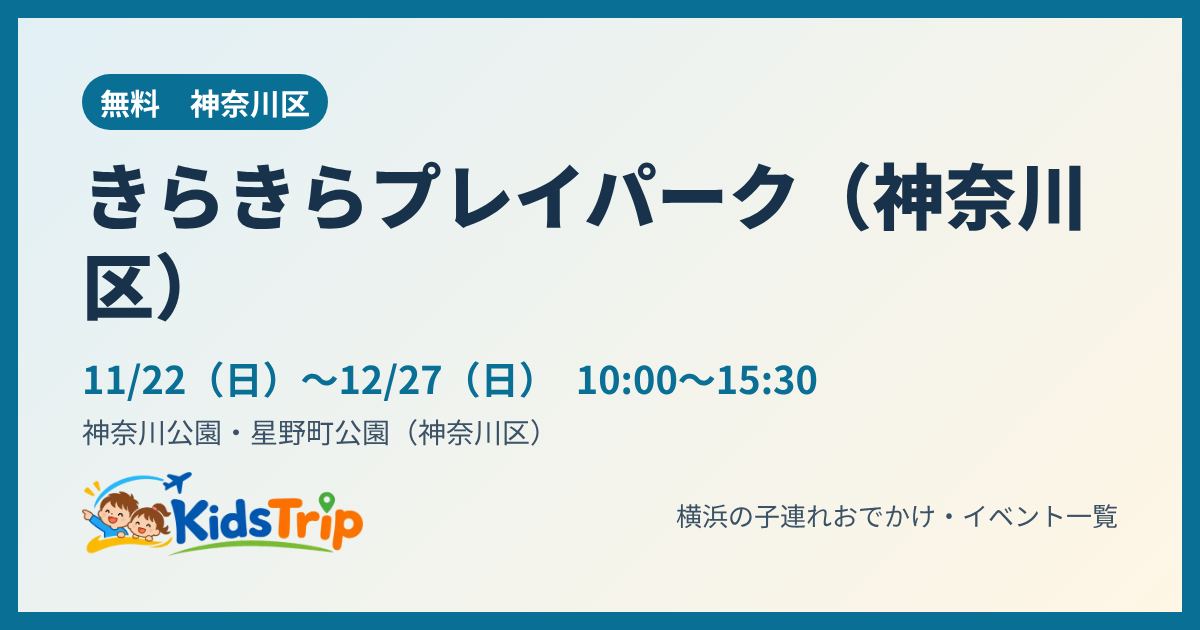 無料　神奈川区
きらきらプレイパーク（神奈川
区）
11/22（日）〜12/27（日）　10:00〜15:30
神奈川公園・星野町公園（神奈川区）
KidsTrip
横浜の子連れおでかけ・イベント一覧